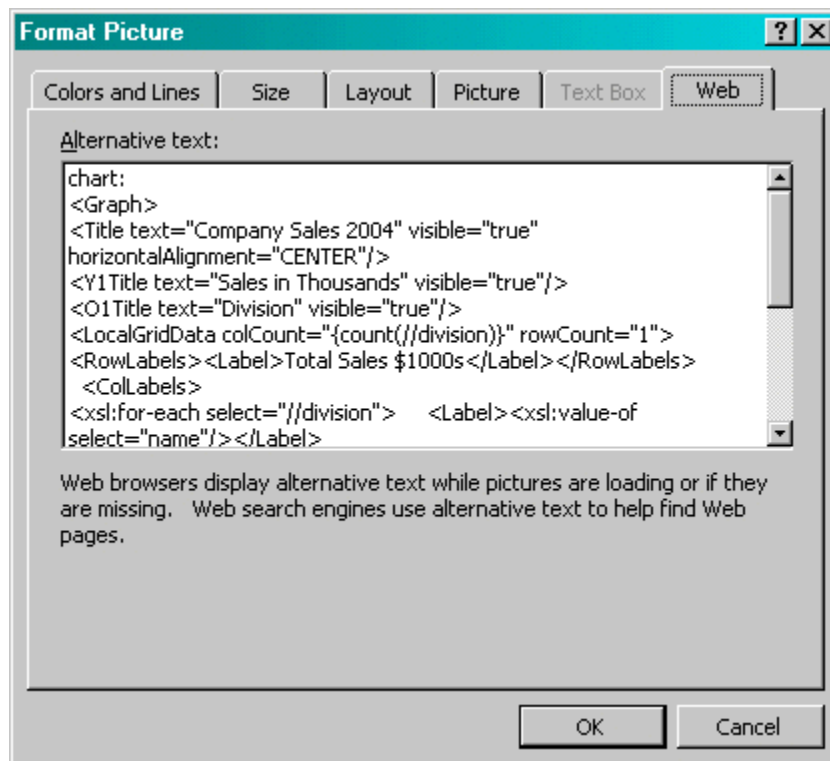 Format Picture
Colors and Lines Size Layout Picture Text Box Web
Alternative text:
chart:
<Graph>
<Title text="Company Sales 2004" visible="true"
horizontalAlignment="CENTER"/>
<Y1Title text="Sales in Thousands" visible="true"/>
<O1Title text="Division" visible="true"/>
<LocalGridData colCount="{count(//division)}" rowCount="1">
<RowLabels><Label>Total Sales $1000s</Label></RowLabels>
<ColLabels>
<xsl:for-each select="//division"> <Label><xsl:value-of
select="name"/></Label>
Web browsers display alternative text while pictures are loading or if they
are missing. Web search engines use alternative text to help find Web
pages.
OK Cancel